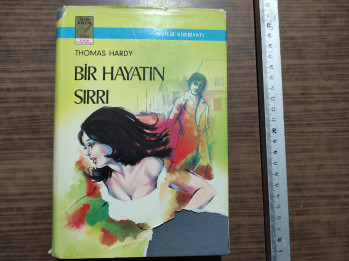 İNGİLİZ EDEBİYATI
THOMAS HARDY
BİR HAYATIN
SIRRI